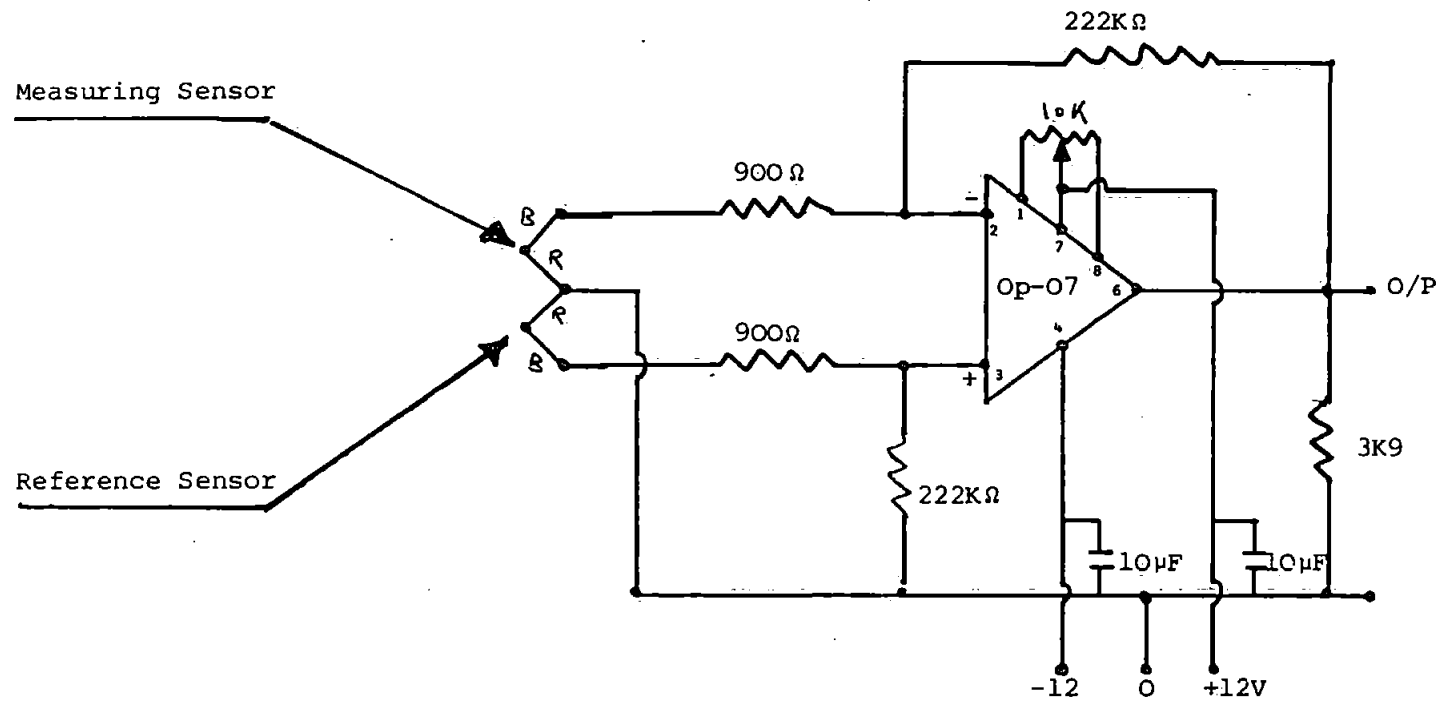 222KΩ
Measuring Sensor
10K
900Ω
B
-
2
1
7
R
8
Op-07
6
O/P
R
4
900Ω
B
+
3
3K9
Reference Sensor
222KΩ
10µF
10µF
-12
0
+12V